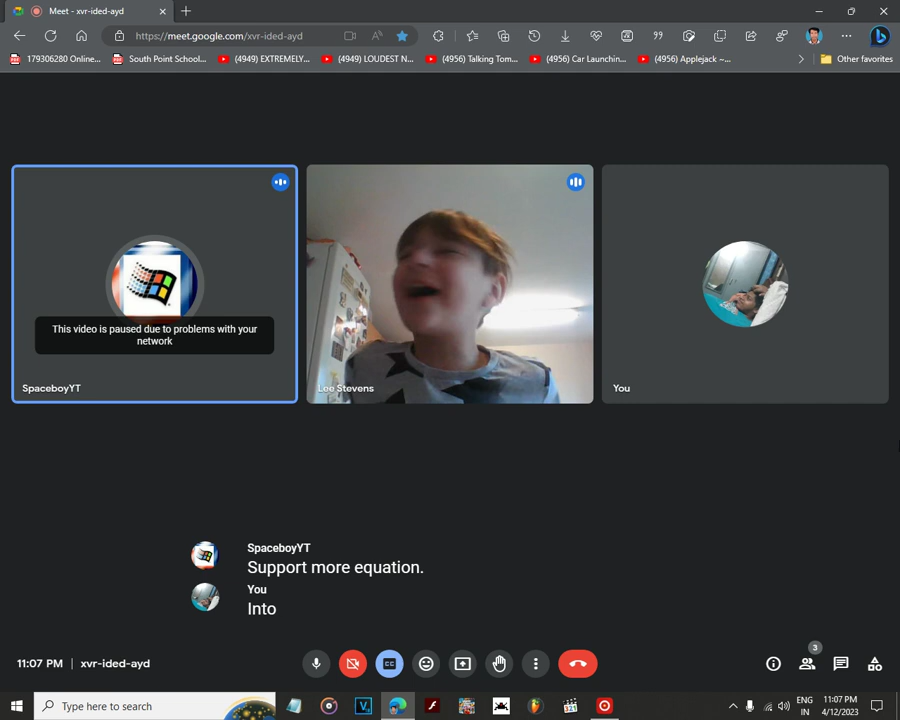 Meet - xvr-ided-ayd
https://meet.google.com/xvr-ided-ayd
179306280 Online...
South Point School...
(4949) EXTREMELY...
(4949) LOUDEST N...
(4956) Talking Tom...
(4956) Car Launchin...
(4956) Applejack ~...
Other favorites
This video is paused due to problems with your
network
SpaceboyYT
Lee Stevens
You
SpaceboyYT
Support more equation.
You
Into
11:07 PM | xvr-ided-ayd
CC
3
Type here to search
321
ENG
IN
11:07 PM
4/12/2023